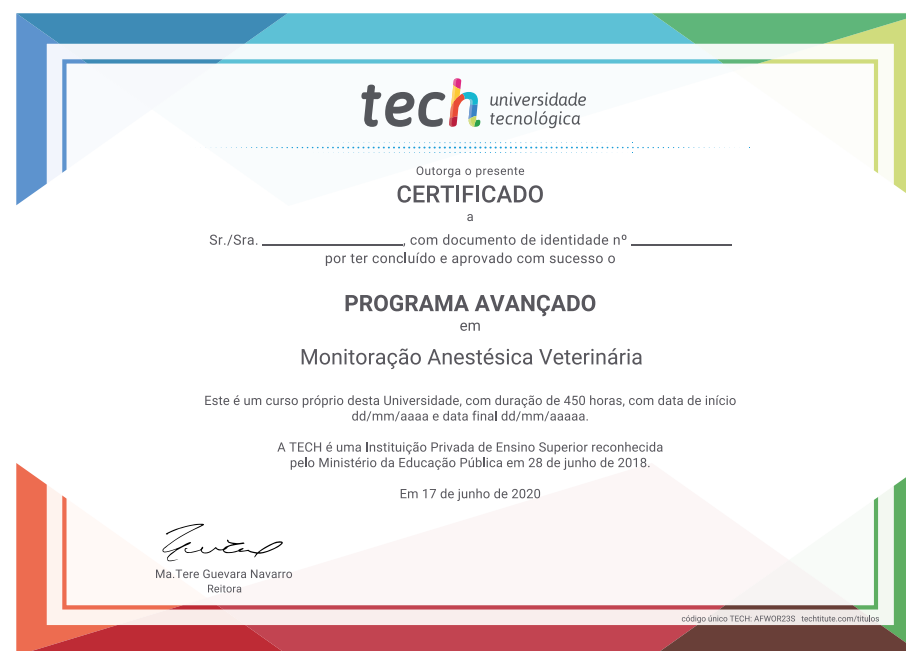 tech universidade
tecnológica
Outorga o presente
CERTIFICADO
a
Sr./Sra. ____________________, com documento de identidade nº ______________
por ter concluído e aprovado com sucesso o
PROGRAMA AVANÇADO
em
Monitoração Anestésica Veterinária
Este é um curso próprio desta Universidade, com duração de 450 horas, com data de início
dd/mm/aaaa e data final dd/mm/aaaaa.
A TECH é uma Instituição Privada de Ensino Superior reconhecida
pelo Ministério da Educação Pública em 28 de junho de 2018.
Em 17 de junho de 2020
Ma.Tere Guevara Navarro
Reitora
código único TECH: AFWOR23S techtitute.com/titulos